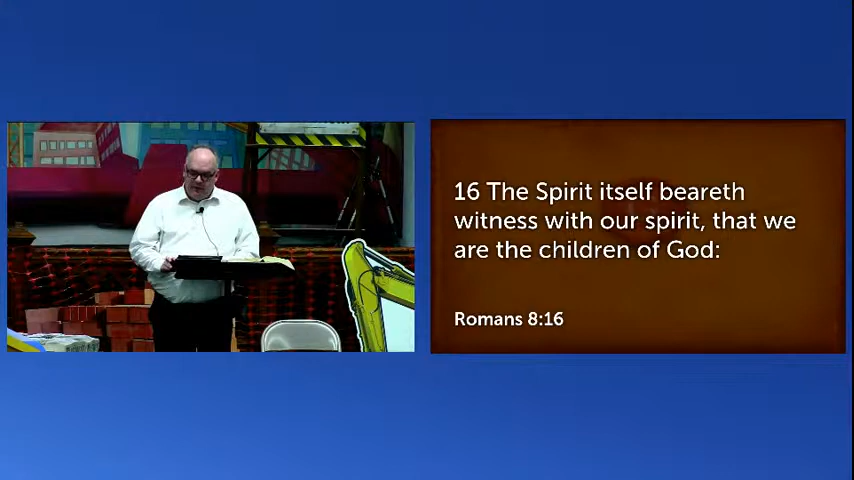 16 The Spirit itself beareth
witness with our spirit, that we
are the children of God:
Romans 8:16